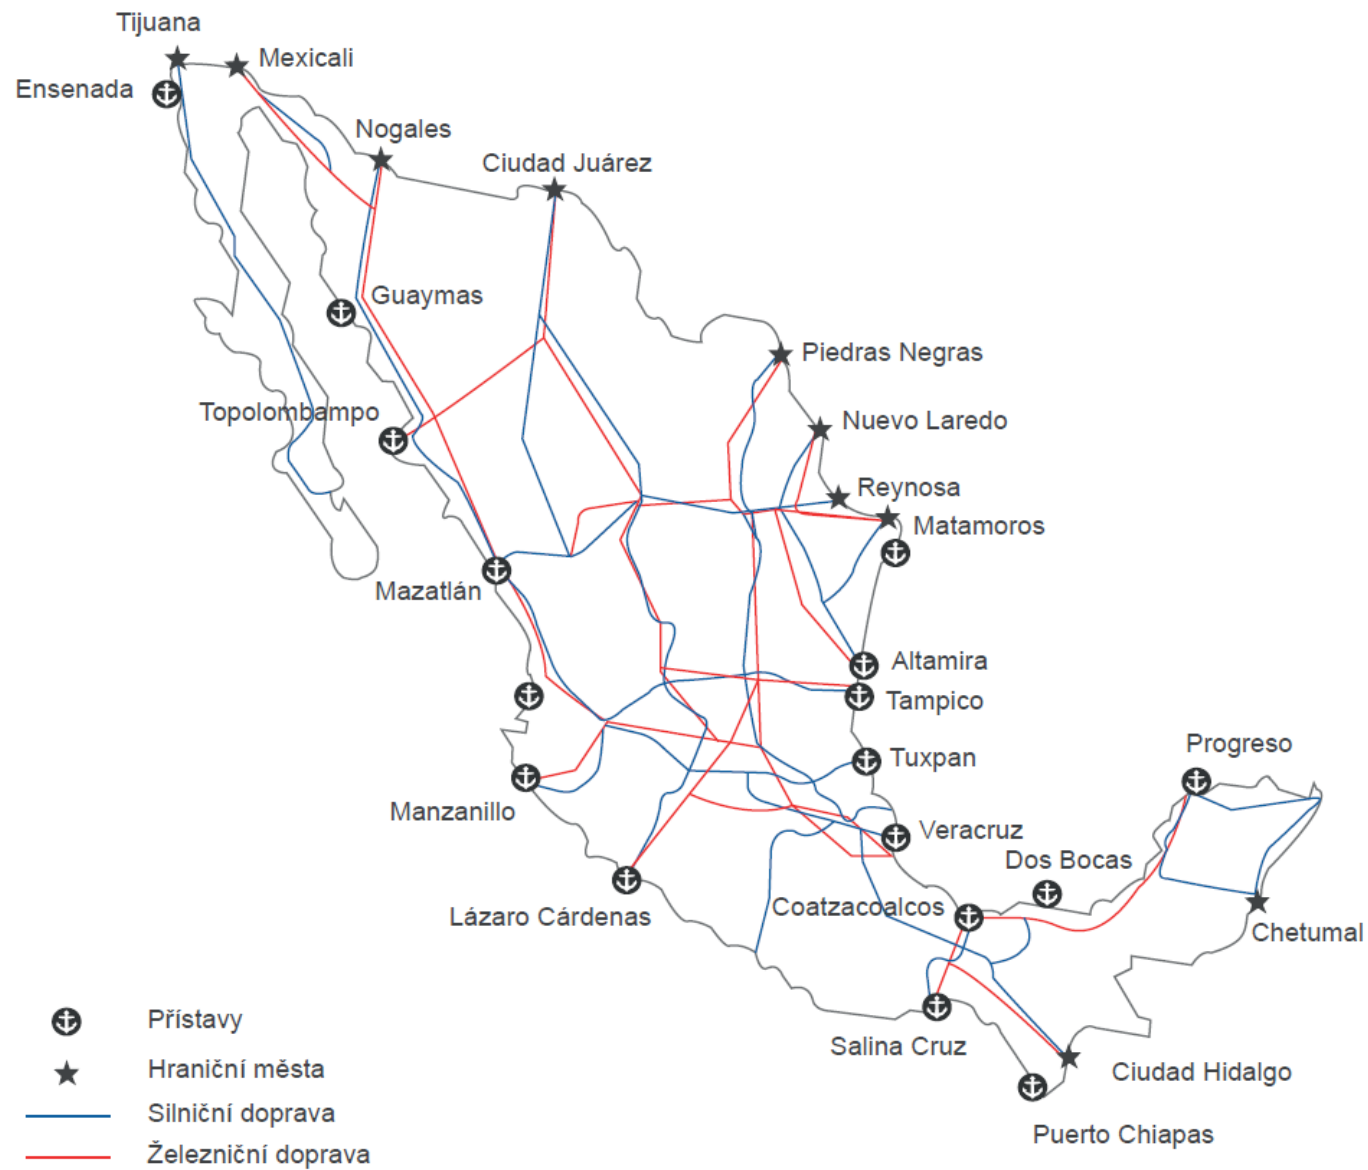 Tijuana
Mexicali
Ensenada
Nogales
Ciudad Juárez
Guaymas
Piedras Negras
Topolombampo
Nuevo Laredo
Reynosa
Matamoros
Mazatlán
Altamira
Tampico
Progreso
Tuxpan
Manzanillo
Veracruz
Dos Bocas
Lázaro Cárdenas
Coatzacoalcos
Chetumal
Přístavy
Salina Cruz
Hraniční města
Ciudad Hidalgo
Silniční doprava
Puerto Chiapas
Železniční doprava